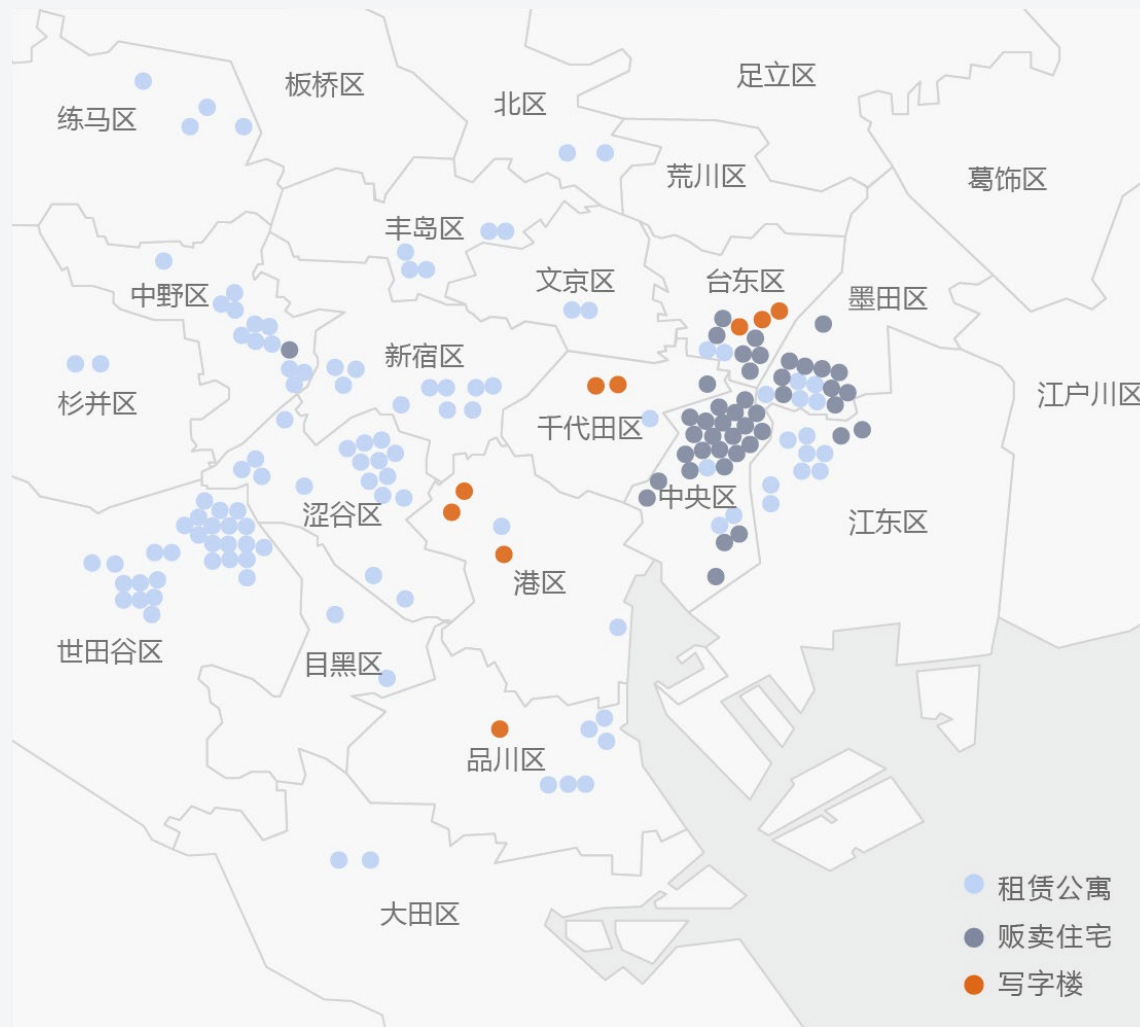 足立区
板桥区
北区
练马区
荒川区
葛饰区
丰岛区
文京区
台东区
中野区
墨田区
新宿区
杉并区
江户川区
千代田区
中央区
涩谷区
江东区
港区
世田谷区
目黑区
品川区
大田区
租赁公寓
贩卖住宅
写字楼